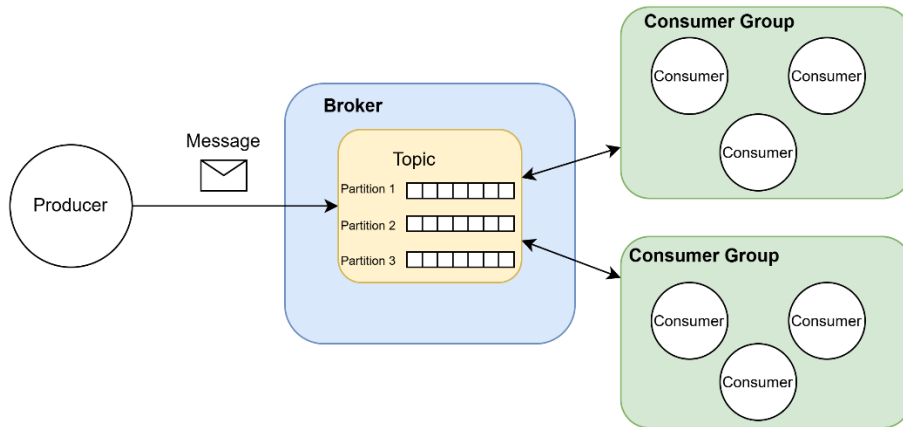 Producer
Message
Broker
Topic
Partition 1
Partition 2
Partition 3
Consumer Group
Consumer
Consumer
Consumer
Consumer Group
Consumer
Consumer
Consumer